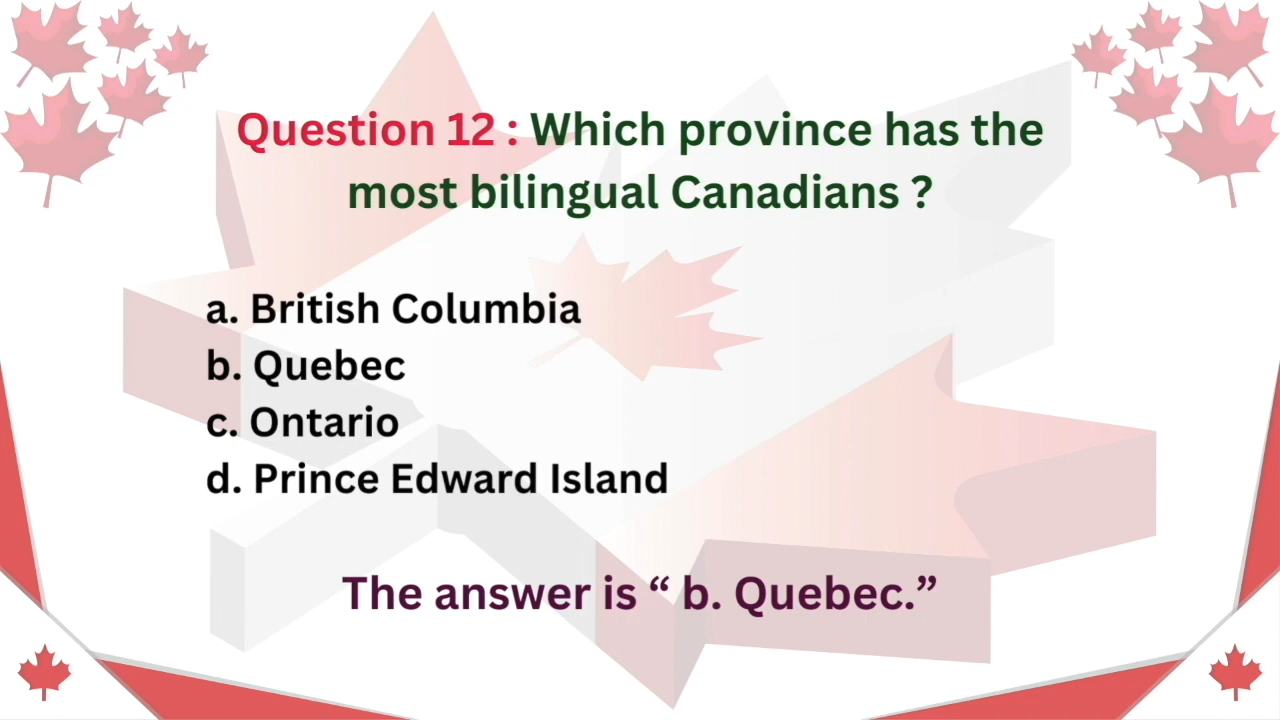 Question 12 : Which province has the
most bilingual Canadians ?
a. British Columbia
b. Quebec
c. Ontario
d. Prince Edward Island
The answer is “ b. Quebec.”